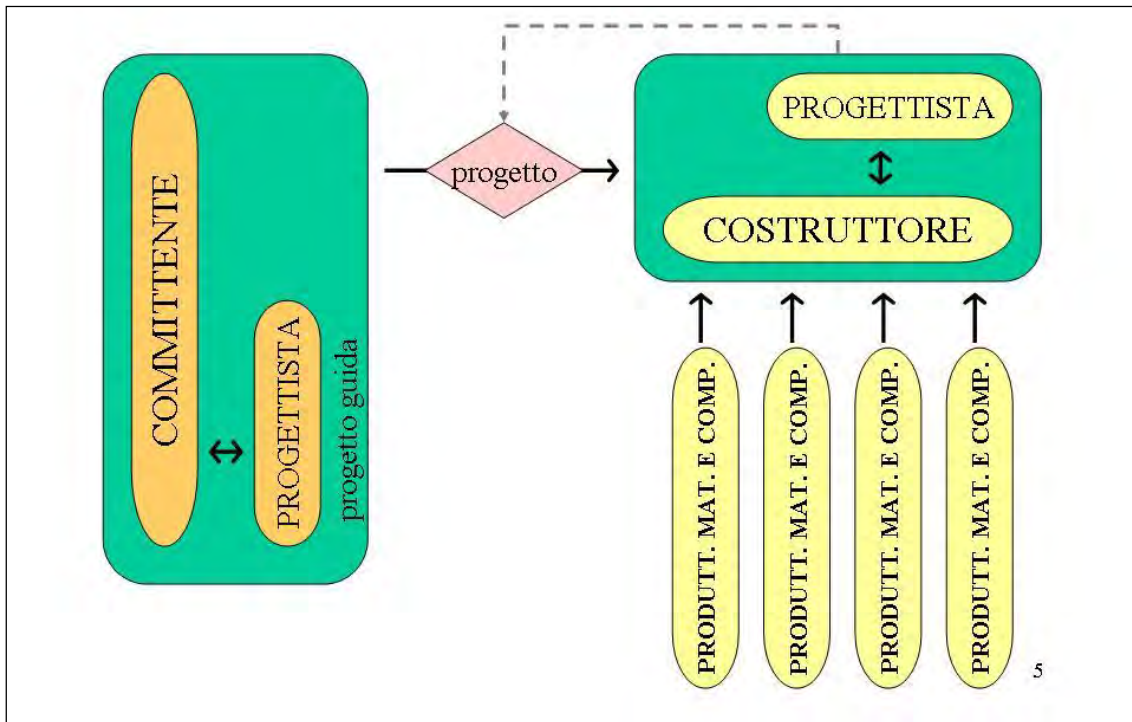 COMMITTENTE
PROGETTISTA
progetto guida
progetto
PROGETTISTA
COSTRUTTORE
PRODUTT. MAT. E COMP.
PRODUTT. MAT. E COMP.
PRODUTT. MAT. E COMP.
PRODUTT. MAT. E COMP.
5